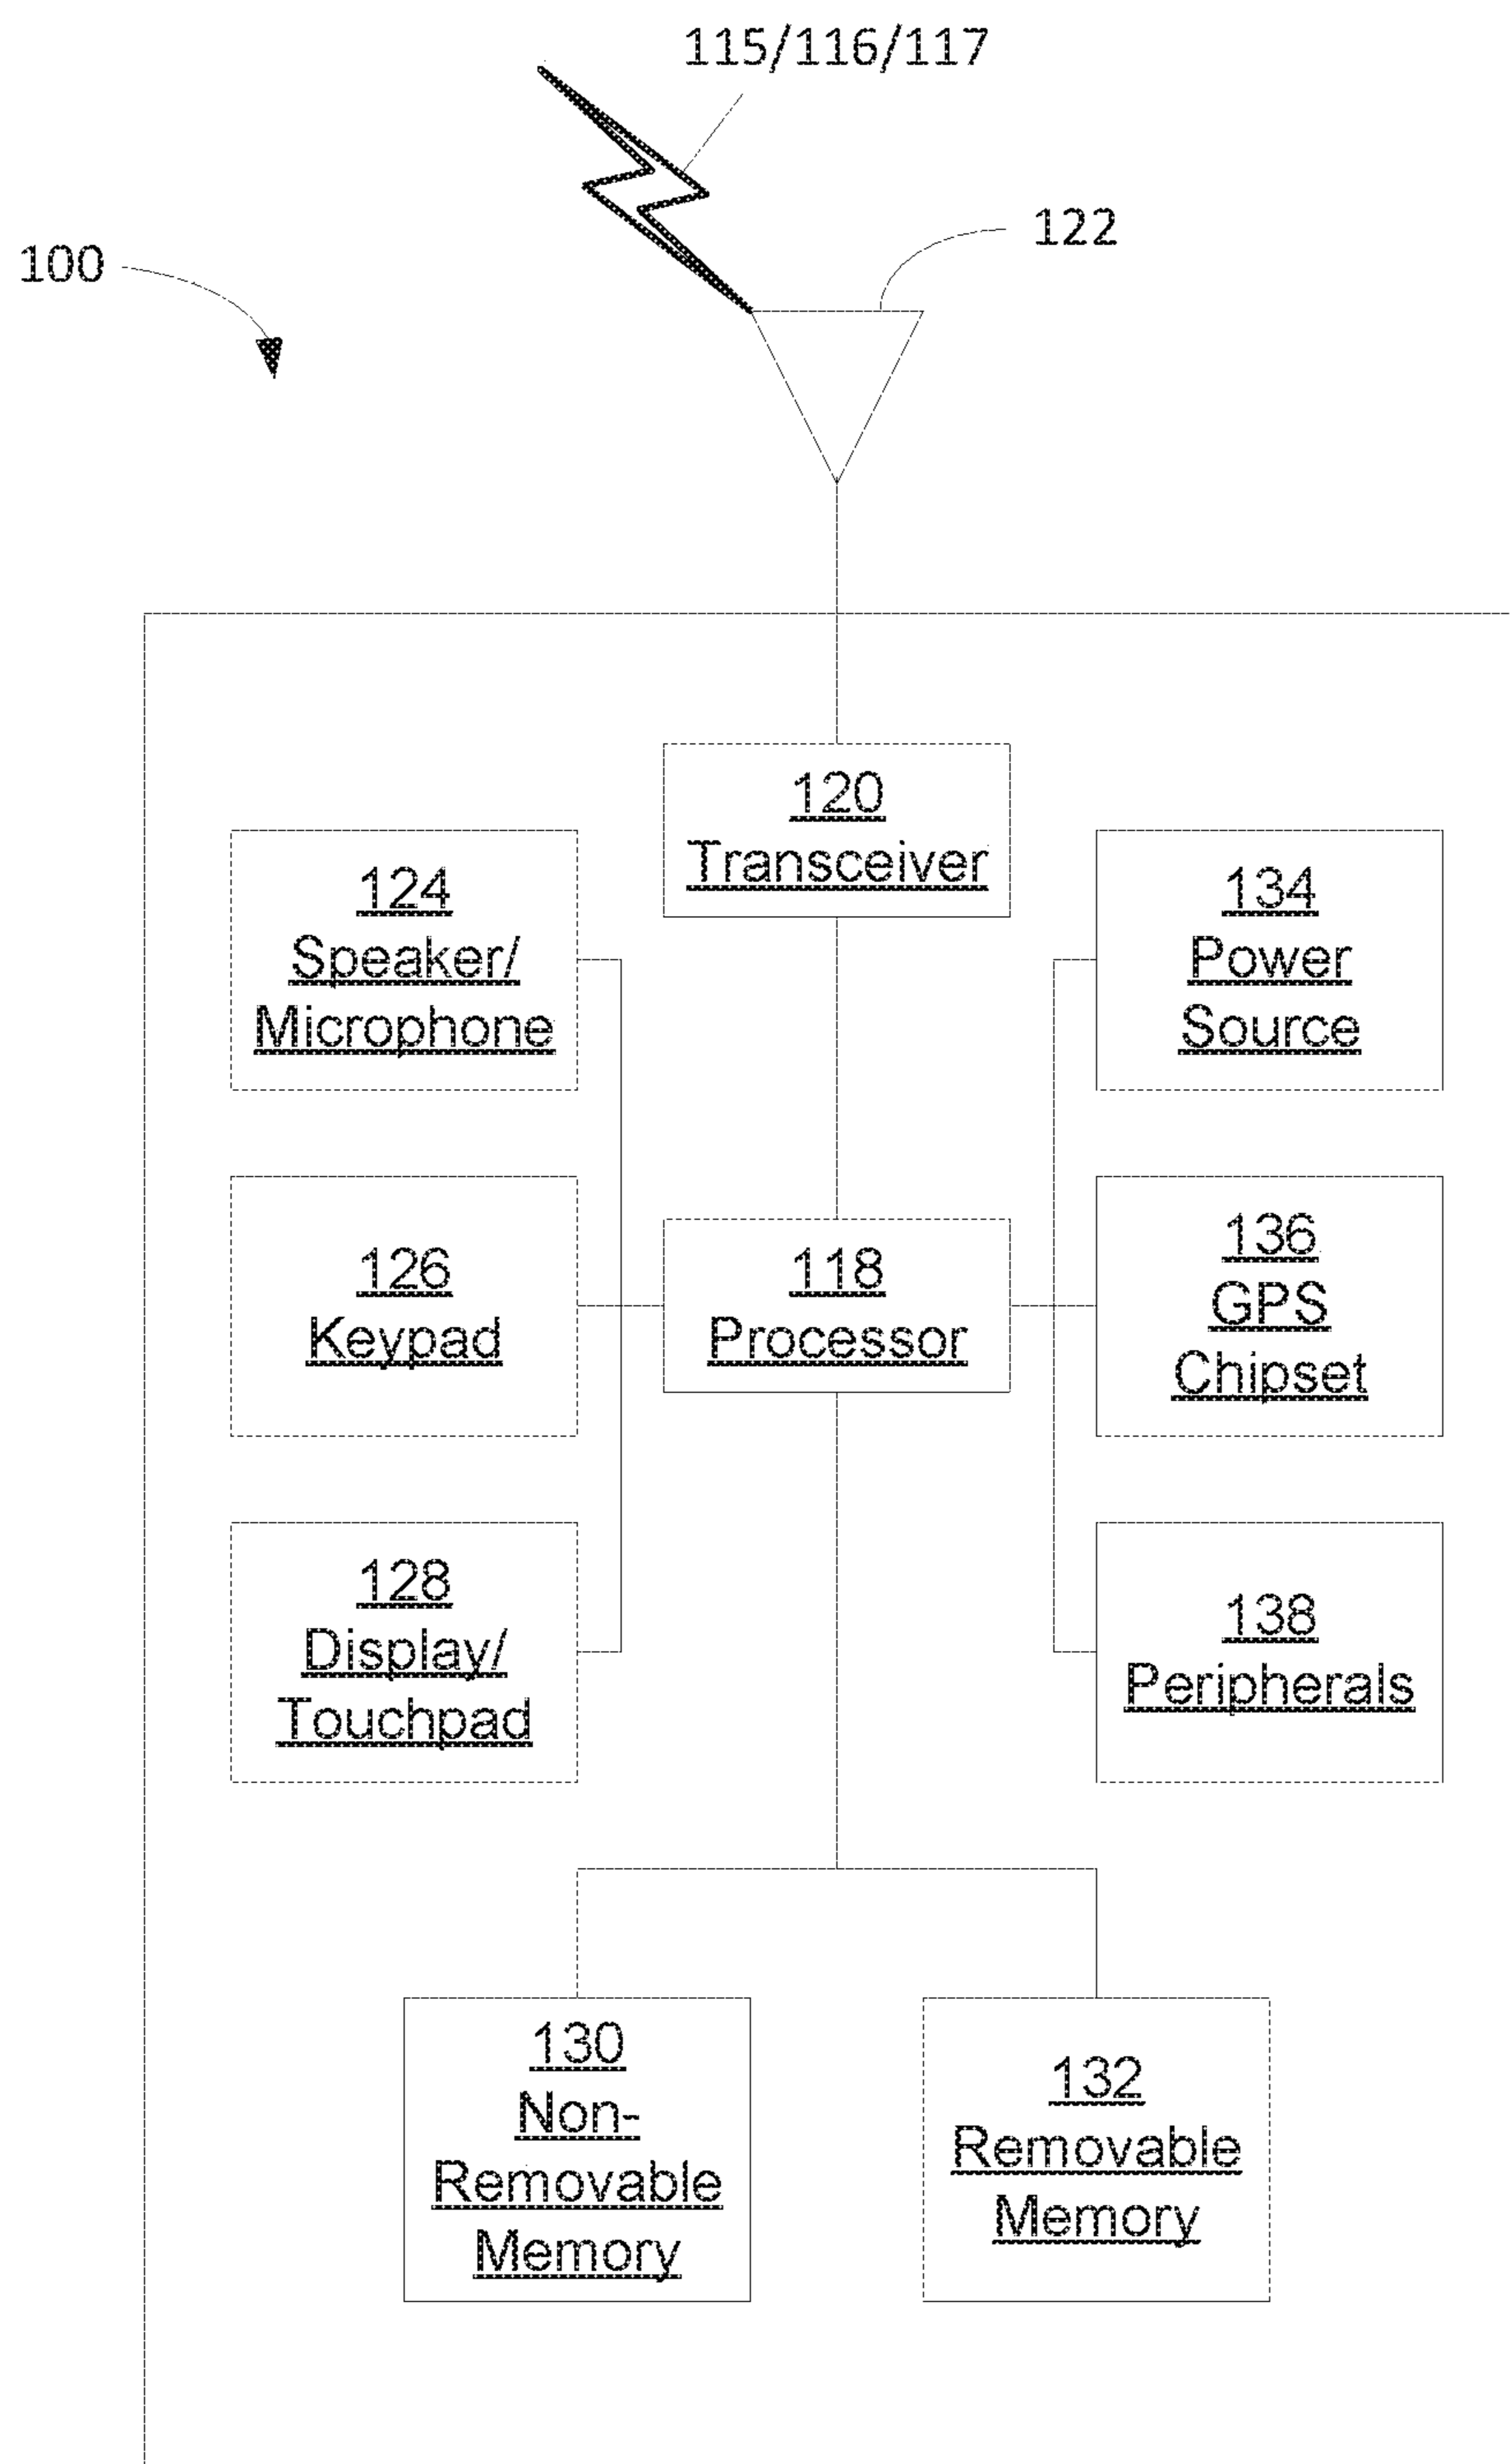 115/116/117
122
100
120
Transceiver
124
Speaker/
Microphone
134
Power
Source
126
Keypad
118
Processor
136
GPS
Chipset
128
Display/
Touchpad
138
Peripherals
130
Non-
Removable
Memory
132
Removable
Memory